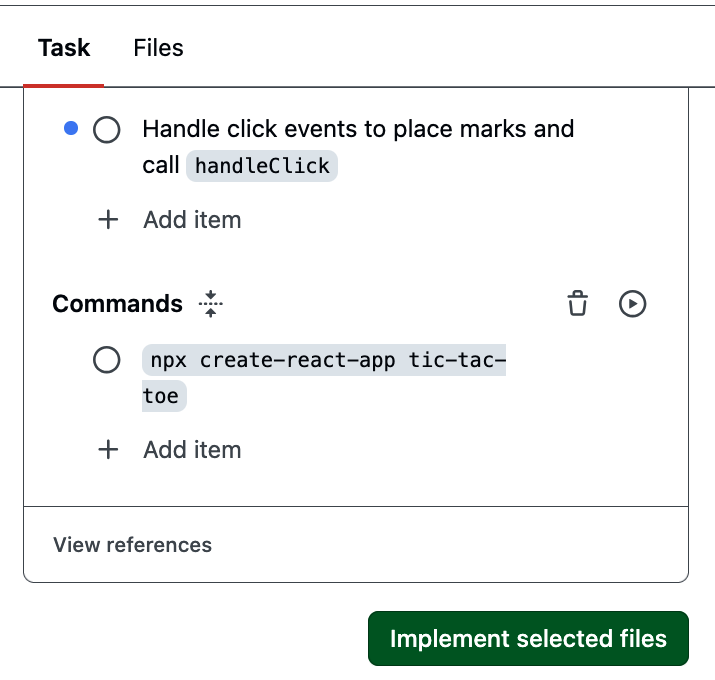 Task Files
Handle click events to place marks and
call handleClick
Add item
Commands
npx create-react-app tic-tac-
toe
Add item
View references
Implement selected files